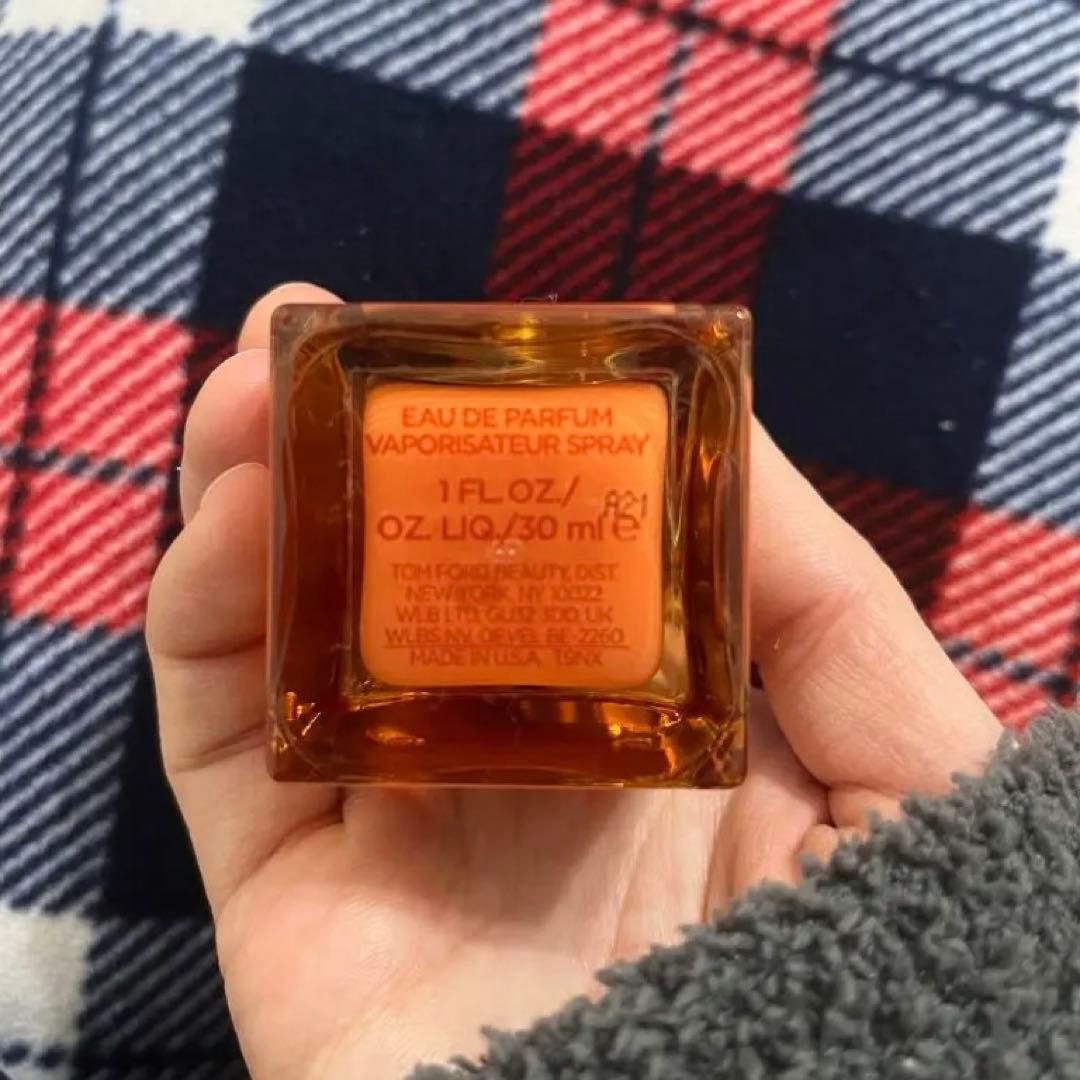 EAU DE PARFUM
VAPORISATEUR SPRAY
1 FL. OZ./
OZ. LIQ./30 ml e
A21
TOM FORD BEAUTY, DIST.
NEW YORK, NY 10022
WLB LTD, GU32 3DD, UK
WLBS NV, OEVEL BE-2260
MADE IN U.S.A. T9NX